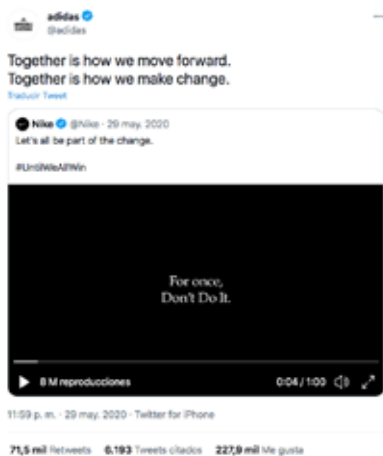 adidas
@adidas
Together is how we move forward.
Together is how we make change.
Traducir Tweet
Nike @Nike · 29 may. 2020
Let's all be part of the change.
#UntilWeAllWin
For once,
Don't Do It.
8 M reproducciones
0:04 / 1:00
11:59 p. m. · 29 may. 2020 · Twitter for iPhone
71,5 mil Retweets 6.193 Tweets citados 227,9 mil Me gusta